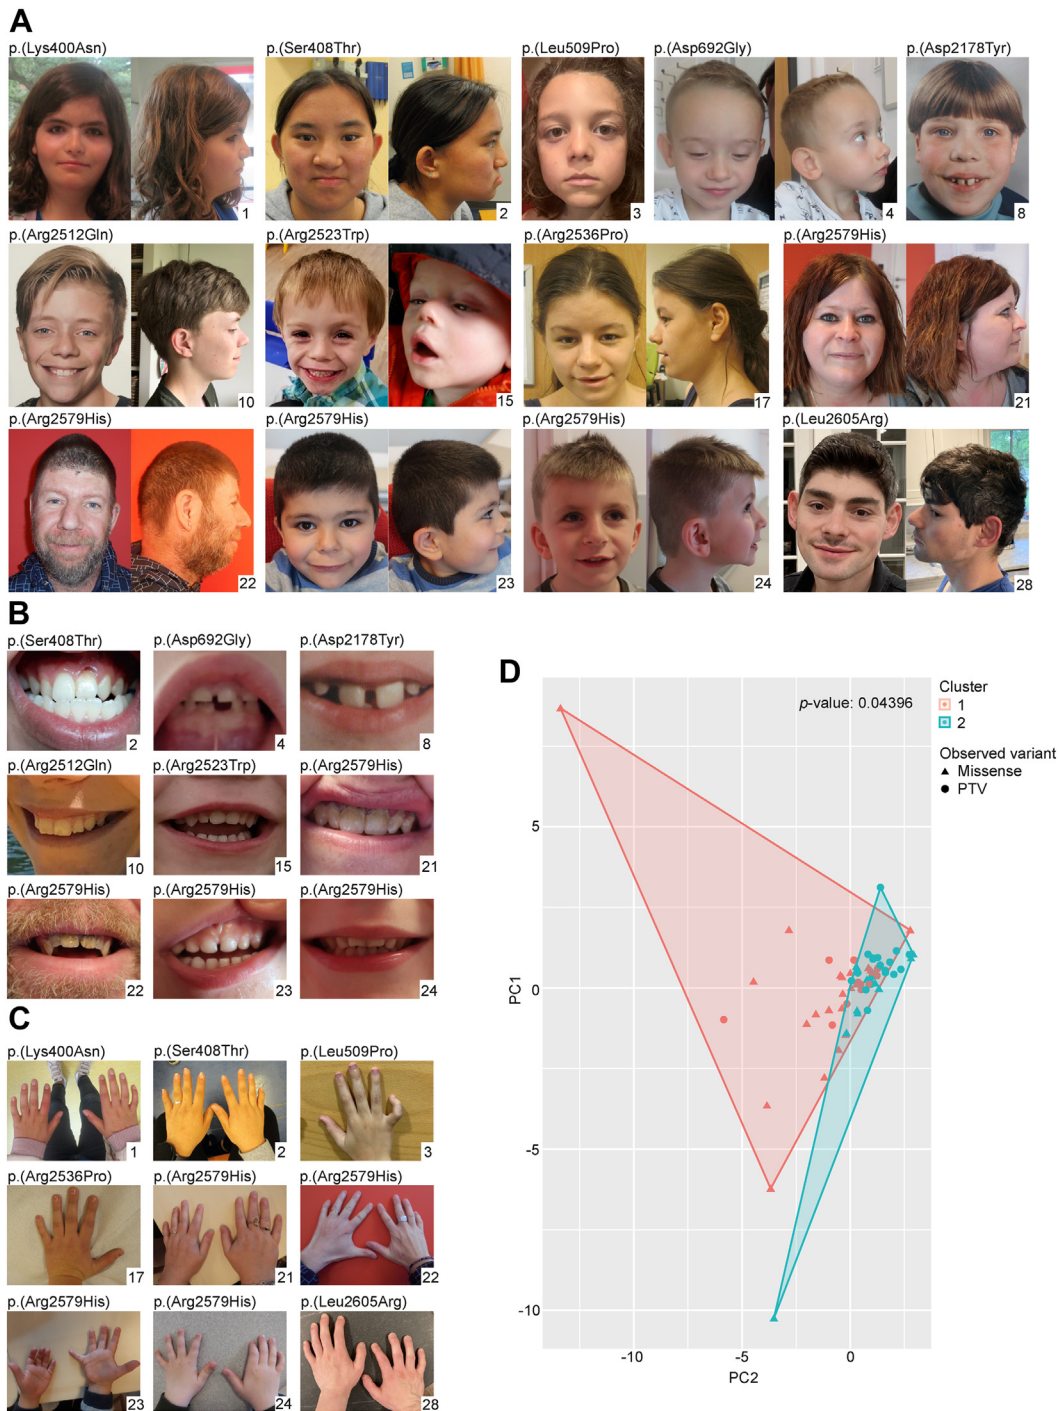 A
p.(Lys400Asn) p.(Ser408Thr) p.(Leu509Pro) p.(Asp692Gly) p.(Asp2178Tyr)
1 2 3 4 8
p.(Arg2512Gln) p.(Arg2523Trp) p.(Arg2536Pro) p.(Arg2579His)
10 15 17 21
p.(Arg2579His) p.(Arg2579His) p.(Arg2579His) p.(Leu2605Arg)
22 23 24 28
B
p.(Ser408Thr) p.(Asp692Gly) p.(Asp2178Tyr)
2 4 8
p.(Arg2512Gln) p.(Arg2523Trp) p.(Arg2579His)
10 15 21
p.(Arg2579His) p.(Arg2579His) p.(Arg2579His)
22 23 24
C
p.(Lys400Asn) p.(Ser408Thr) p.(Leu509Pro)
1 2 3
p.(Arg2536Pro) p.(Arg2579His) p.(Arg2579His)
17 21 22
p.(Arg2579His) p.(Arg2579His) p.(Leu2605Arg)
23 24 28
D
p-value: 0.04396
Cluster
1
2
Observed variant
Missense
PTV
PC1
5
0
-5
-10
-10 -5 0
PC2